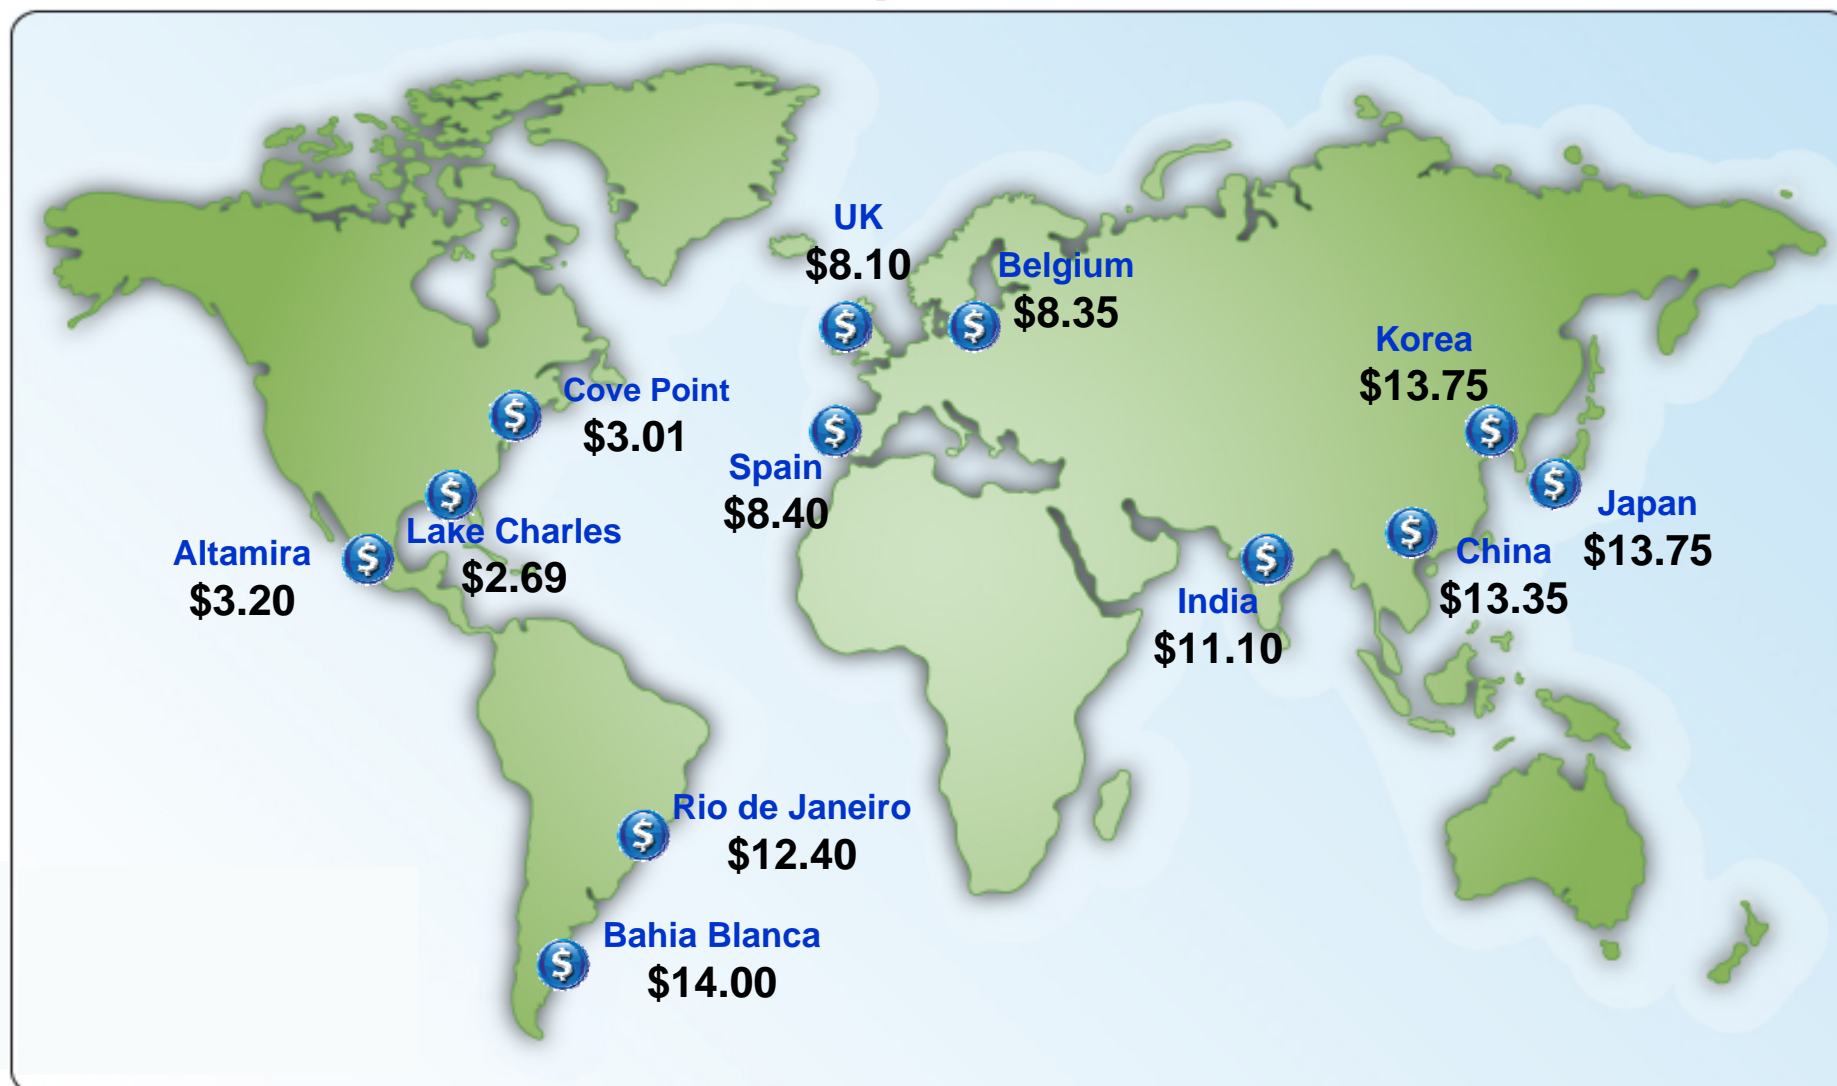 UK
$8.10
Belgium
$8.35
Korea
$13.75
Cove Point
$3.01
Spain
$8.40
Japan
$13.75
Lake Charles
$2.69
Altamira
$3.20
China
$13.35
India
$11.10
Rio de Janeiro
$12.40
Bahia Blanca
$14.00